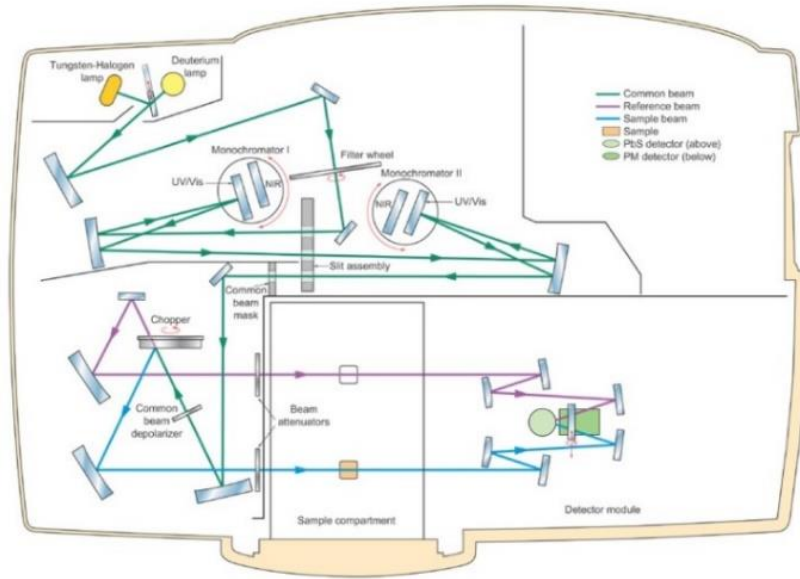 Tungsten-Halogen
lamp
Deuterium
lamp
Common beam
Reference beam
Sample beam
Sample
PbS detector (above)
PM detector (below)
Monochromator I
Filter wheel
Monochromator II
UV/Vis
NIR
NIR
UV/Vis
Slit assembly
Common
beam
mask
Chopper
Common
beam
depolarizer
Beam
attenuators
Sample compartment
Detector module